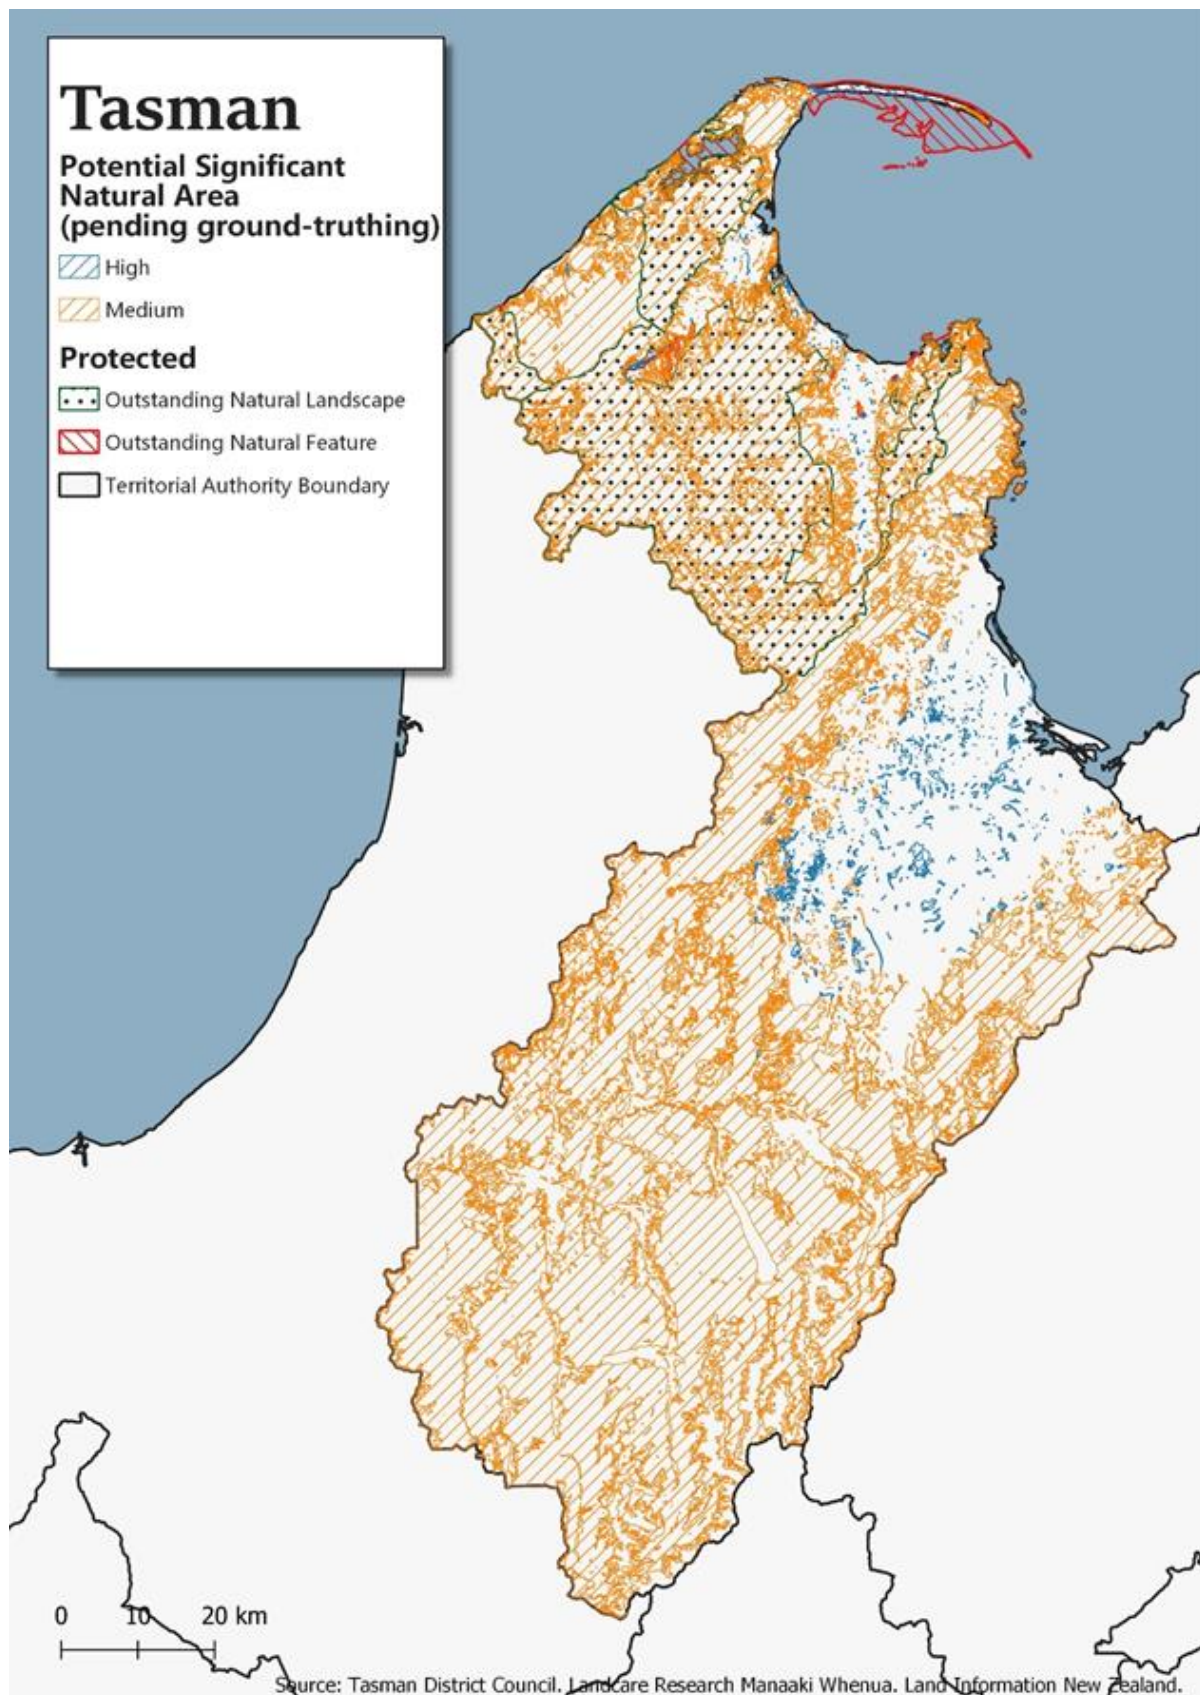 Tasman
Potential Significant
Natural Area
(pending ground-truthing)
High
Medium
Protected
Outstanding Natural Landscape
Outstanding Natural Feature
Territorial Authority Boundary
0 10 20 km
Source: Tasman District Council. Landcare Research Manaaki Whenua. Land Information New Zealand.